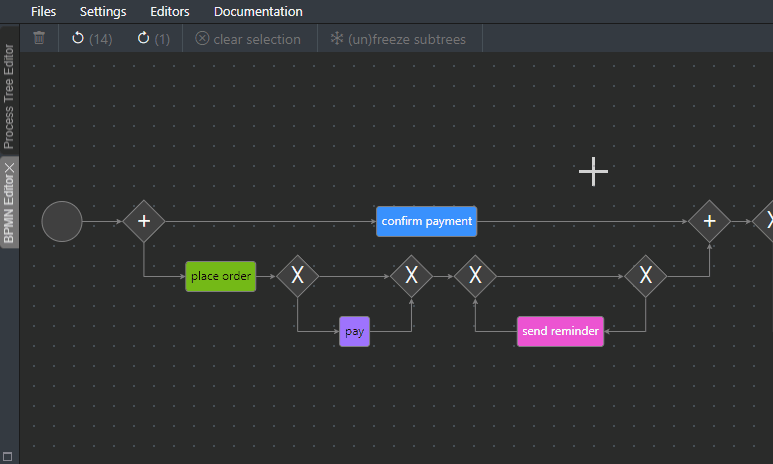 Files Settings Editors Documentation
(14) (1) clear selection (un)freeze subtrees
Process Tree Editor
BPMN Editor
+ confirm payment + X
place order X X X X
pay send reminder